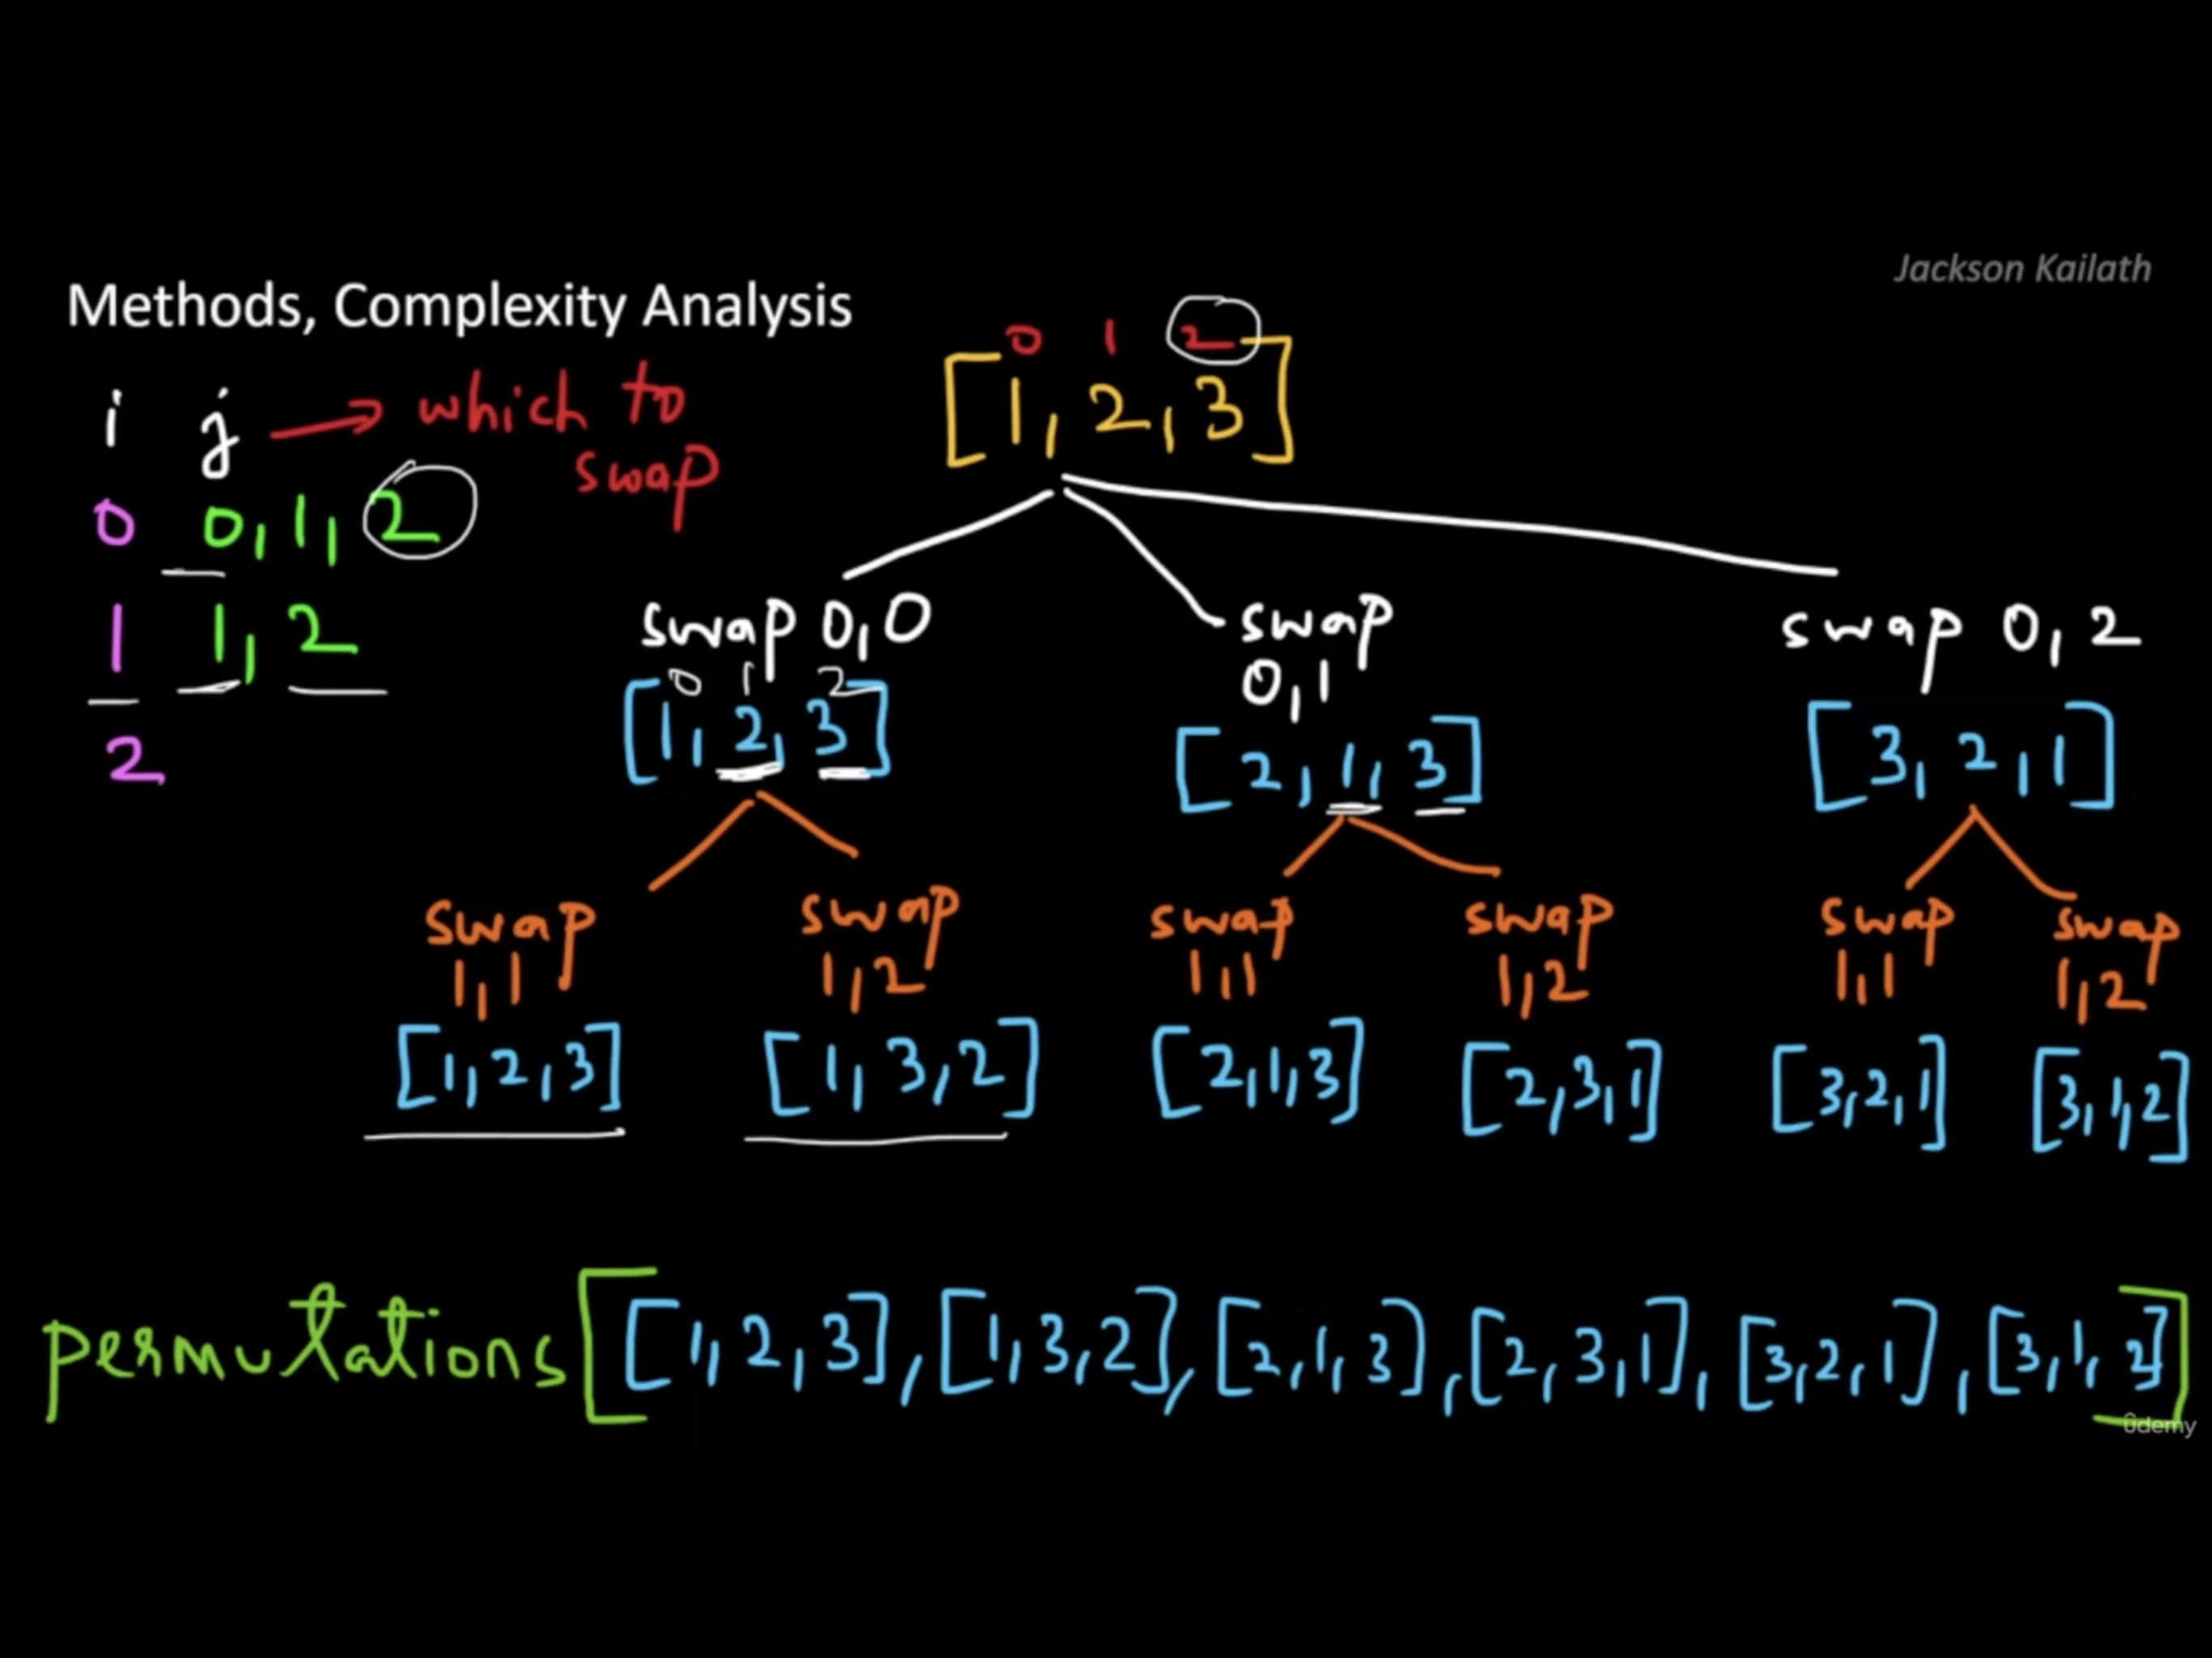 Jackson Kailath
Methods, Complexity Analysis
0 1 2
[1, 2, 3]
i j → which to
swap
0 0, 1, 2
1 1, 2
2
swap 0,0 swap 0,1 swap 0,2
0 1 2
[1, 2, 3] [2, 1, 3] [3, 2, 1]
swap swap swap swap swap swap
1,1 1,2 1,1 1,2 1,1 1,2
[1, 2, 3] [1, 3, 2] [2, 1, 3] [2, 3, 1] [3, 2, 1] [3, 1, 2]
permutations [[1, 2, 3], [1, 3, 2], [2, 1, 3], [2, 3, 1], [3, 2, 1], [3, 1, 2]]
ûdemy